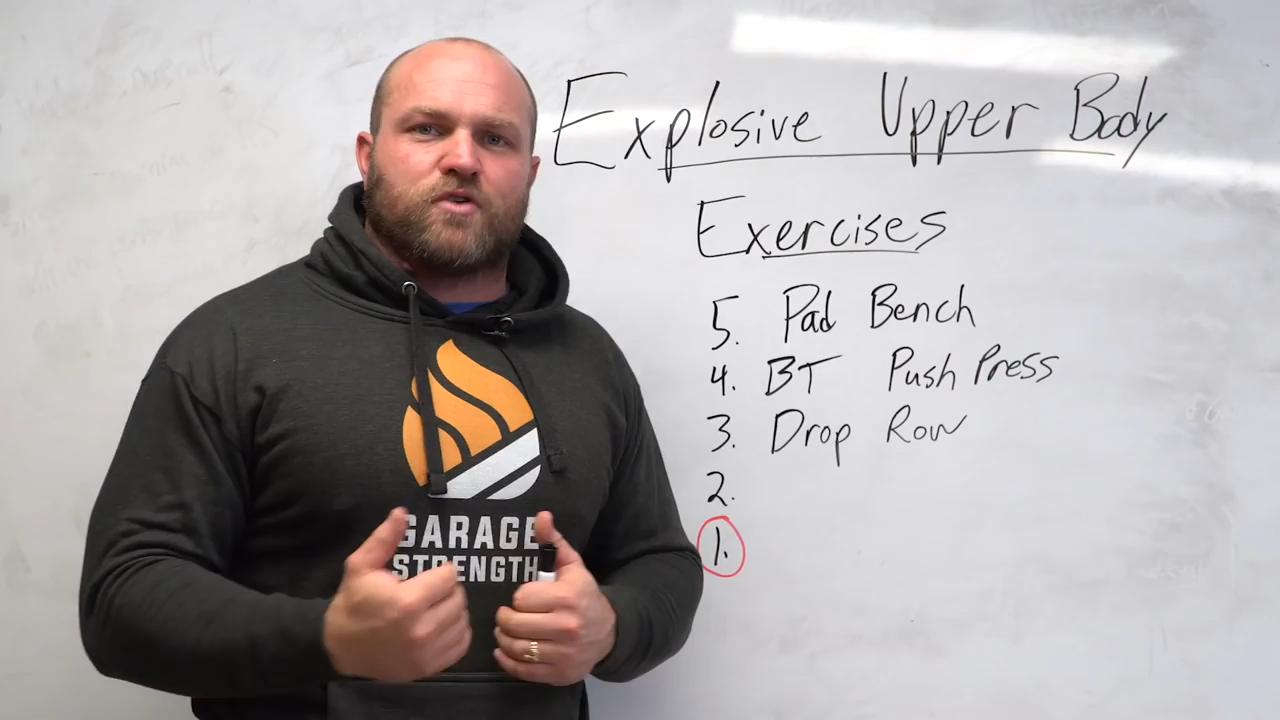 Explosive Upper Body
Exercises
5. Pad Bench
4. BT Push Press
3. Drop Row
2.
1.
GARAGE
STRENGTH